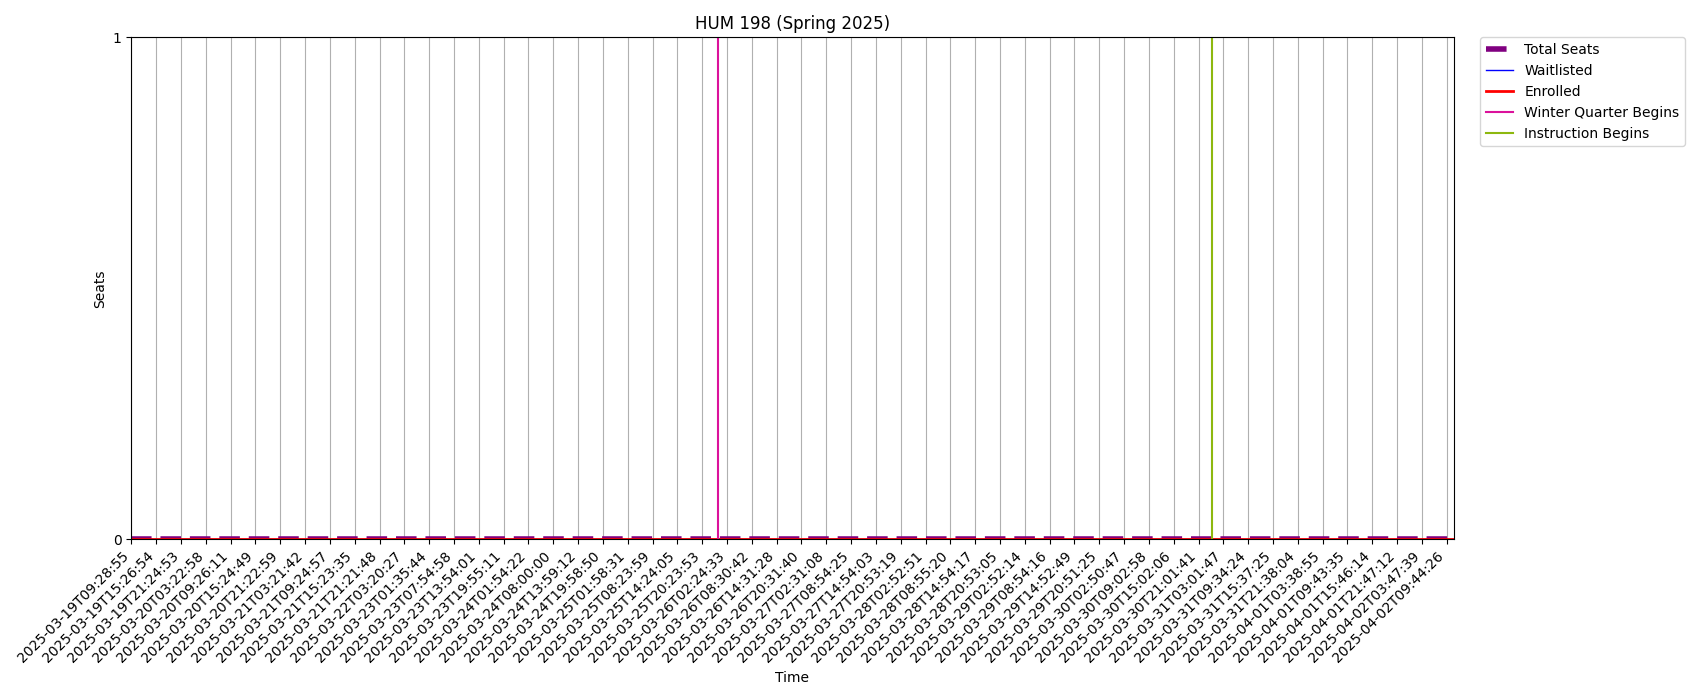 HUM 198 (Spring 2025)
Total Seats
Waitlisted
Enrolled
Winter Quarter Begins
Instruction Begins
1
0
Seats
2025-03-19T09:28:55
2025-03-19T15:26:54
2025-03-19T21:24:53
2025-03-20T03:22:58
2025-03-20T09:26:11
2025-03-20T15:24:49
2025-03-20T21:22:59
2025-03-21T03:21:42
2025-03-21T09:24:57
2025-03-21T15:23:35
2025-03-21T21:21:48
2025-03-22T03:20:27
2025-03-23T01:35:44
2025-03-23T07:54:58
2025-03-23T13:54:01
2025-03-23T19:55:11
2025-03-24T01:54:22
2025-03-24T08:00:00
2025-03-24T13:59:12
2025-03-24T19:58:50
2025-03-25T01:58:31
2025-03-25T08:23:59
2025-03-25T14:24:05
2025-03-25T20:23:53
2025-03-26T02:24:33
2025-03-26T08:30:42
2025-03-26T14:31:28
2025-03-26T20:31:40
2025-03-27T02:31:08
2025-03-27T08:54:25
2025-03-27T14:54:03
2025-03-27T20:53:19
2025-03-28T02:52:51
2025-03-28T08:55:20
2025-03-28T14:54:17
2025-03-28T20:53:05
2025-03-29T02:52:14
2025-03-29T08:54:16
2025-03-29T14:52:49
2025-03-29T20:51:25
2025-03-30T02:50:47
2025-03-30T09:02:58
2025-03-30T15:02:06
2025-03-30T21:01:41
2025-03-31T03:01:47
2025-03-31T09:34:24
2025-03-31T15:37:25
2025-03-31T21:38:04
2025-04-01T03:38:55
2025-04-01T09:43:35
2025-04-01T15:46:14
2025-04-01T21:47:12
2025-04-02T03:47:39
2025-04-02T09:44:26
Time